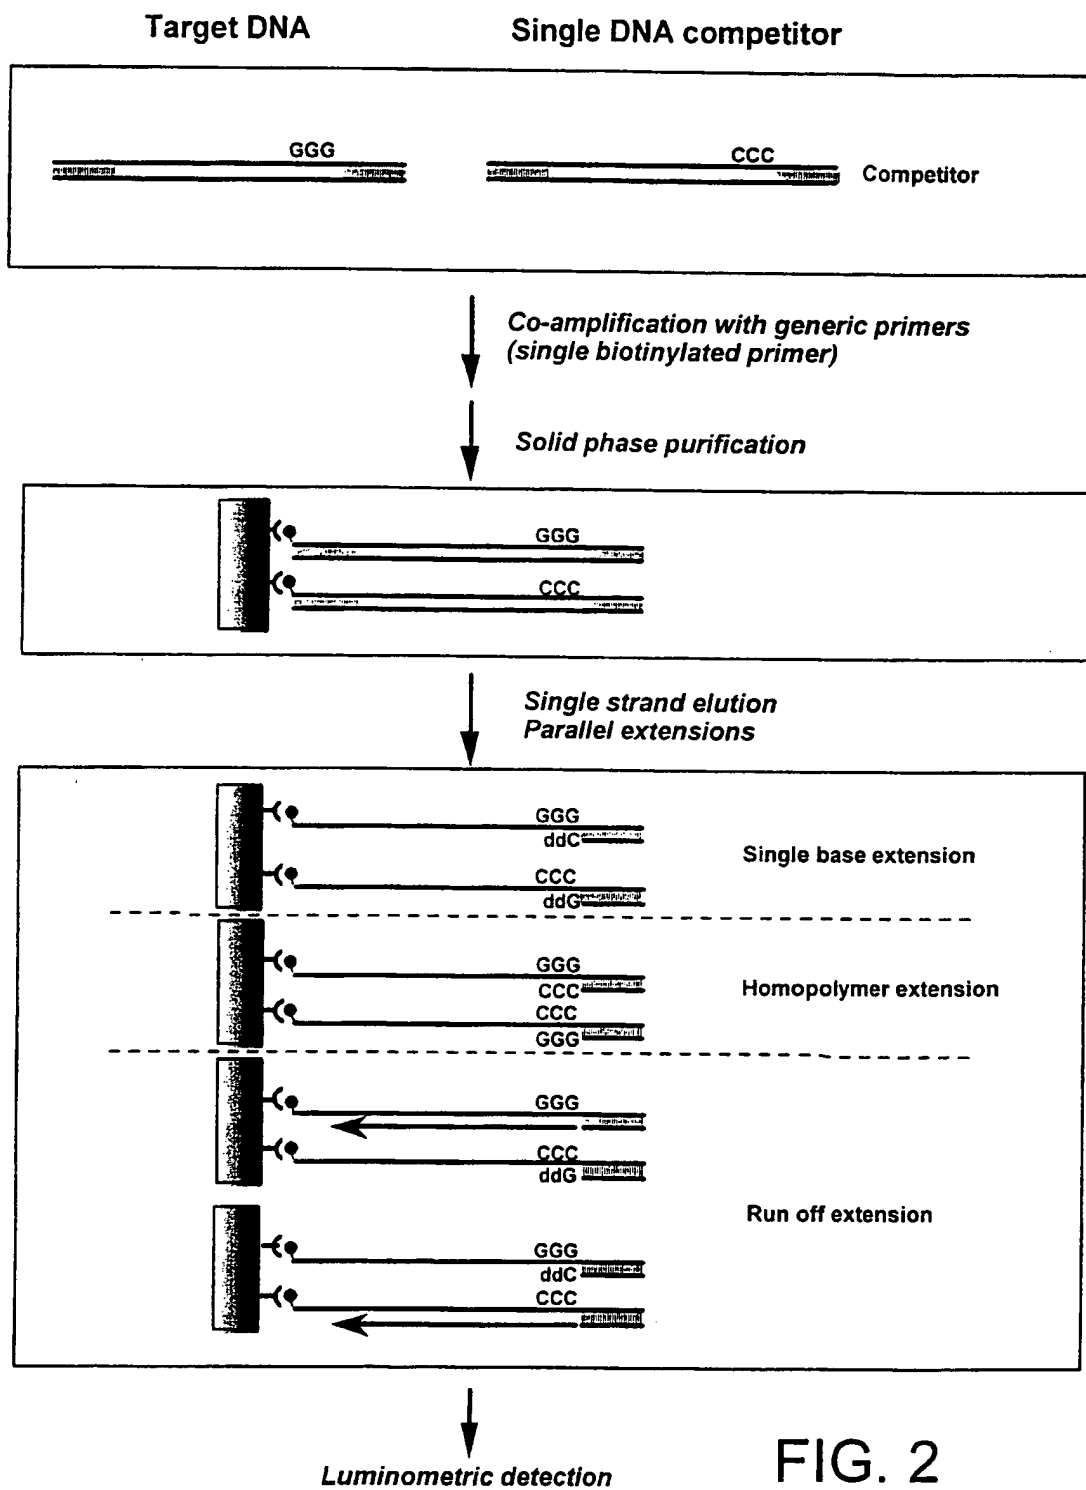 Target DNA
Single DNA competitor
GGG
CCC
Competitor
Co-amplification with generic primers
(single biotinylated primer)
Solid phase purification
GGG
CCC
Single strand elution
Parallel extensions
GGG
ddC
Single base extension
CCC
ddG
GGG
CCC
Homopolymer extension
CCC
GGG
GGG
CCC
ddG
Run off extension
GGG
ddC
CCC
Luminometric detection
FIG. 2